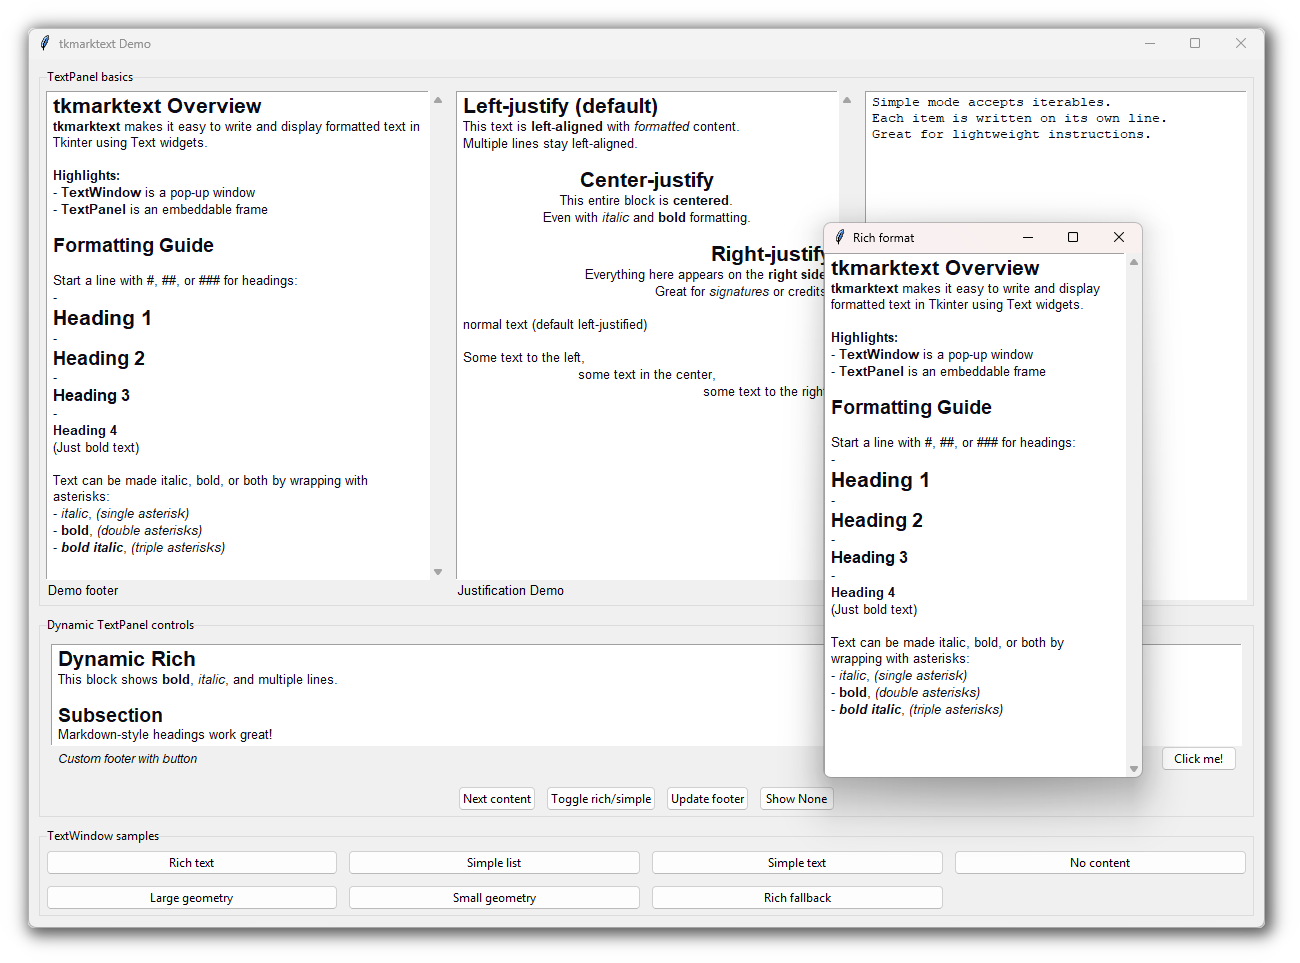 tkmarktext Demo
TextPanel basics
tkmarktext Overview
tkmarktext makes it easy to write and display formatted text in
Tkinter using Text widgets.
Highlights:
- TextWindow is a pop-up window
- TextPanel is an embeddable frame
Formatting Guide
Start a line with #, ##, or ### for headings:
-
Heading 1
-
Heading 2
-
Heading 3
-
Heading 4
(Just bold text)
Text can be made italic, bold, or both by wrapping with
asterisks:
- italic, (single asterisk)
- bold, (double asterisks)
- bold italic, (triple asterisks)
Demo footer
Left-justify (default)
This text is left-aligned with formatted content.
Multiple lines stay left-aligned.
Center-justify
This entire block is centered.
Even with italic and bold formatting.
Right-justify
Everything here appears on the right side
Great for signatures or credits
normal text (default left-justified)
Some text to the left,
some text in the center,
some text to the right
Justification Demo
Simple mode accepts iterables.
Each item is written on its own line.
Great for lightweight instructions.
Rich format
tkmarktext Overview
tkmarktext makes it easy to write and display
formatted text in Tkinter using Text widgets.
Highlights:
- TextWindow is a pop-up window
- TextPanel is an embeddable frame
Formatting Guide
Start a line with #, ##, or ### for headings:
-
Heading 1
-
Heading 2
-
Heading 3
-
Heading 4
(Just bold text)
Text can be made italic, bold, or both by
wrapping with asterisks:
- italic, (single asterisk)
- bold, (double asterisks)
- bold italic, (triple asterisks)
Dynamic TextPanel controls
Dynamic Rich
This block shows bold, italic, and multiple lines.
Subsection
Markdown-style headings work great!
Custom footer with button
Click me!
Next content
Toggle rich/simple
Update footer
Show None
TextWindow samples
Rich text
Simple list
Simple text
No content
Large geometry
Small geometry
Rich fallback